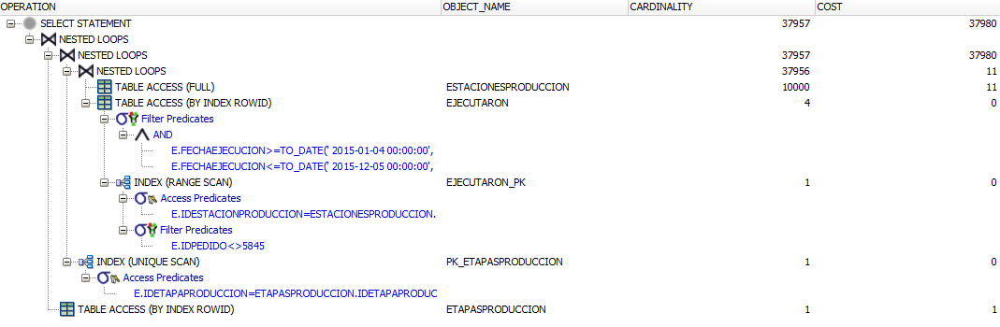 OPERATION OBJECT_NAME CARDINALITY COST
SELECT STATEMENT 37957 37980
NESTED LOOPS
NESTED LOOPS 37957 37980
NESTED LOOPS 37956 11
TABLE ACCESS (FULL) ESTACIONESPRODUCCION 10000 11
TABLE ACCESS (BY INDEX ROWID) EJECUTARON 4 0
Filter Predicates
AND
E.FECHAEJECUCION>=TO_DATE(' 2015-01-04 00:00:00',
E.FECHAEJECUCION<=TO_DATE(' 2015-12-05 00:00:00',
INDEX (RANGE SCAN) EJECUTARON_PK 1 0
Access Predicates
E.IDESTACIONPRODUCCION=ESTACIONESPRODUCCION.
Filter Predicates
E.IDPEDIDO<>5845
INDEX (UNIQUE SCAN) PK_ETAPASPRODUCCION 1 0
Access Predicates
E.IDETAPAPRODUCCION=ETAPASPRODUCCION.IDETAPAPRODUC
TABLE ACCESS (BY INDEX ROWID) ETAPASPRODUCCION 1 1